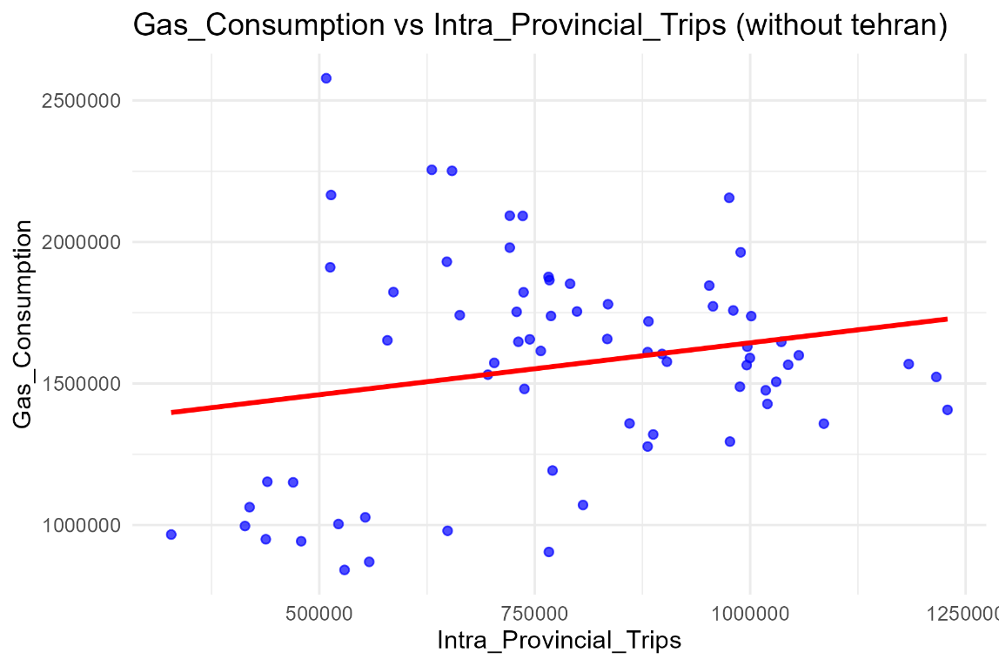 Gas_Consumption vs Intra_Provincial_Trips (without tehran)
2500000
2000000
1500000
1000000
Gas_Consumption
500000
750000
1000000
1250000
Intra_Provincial_Trips